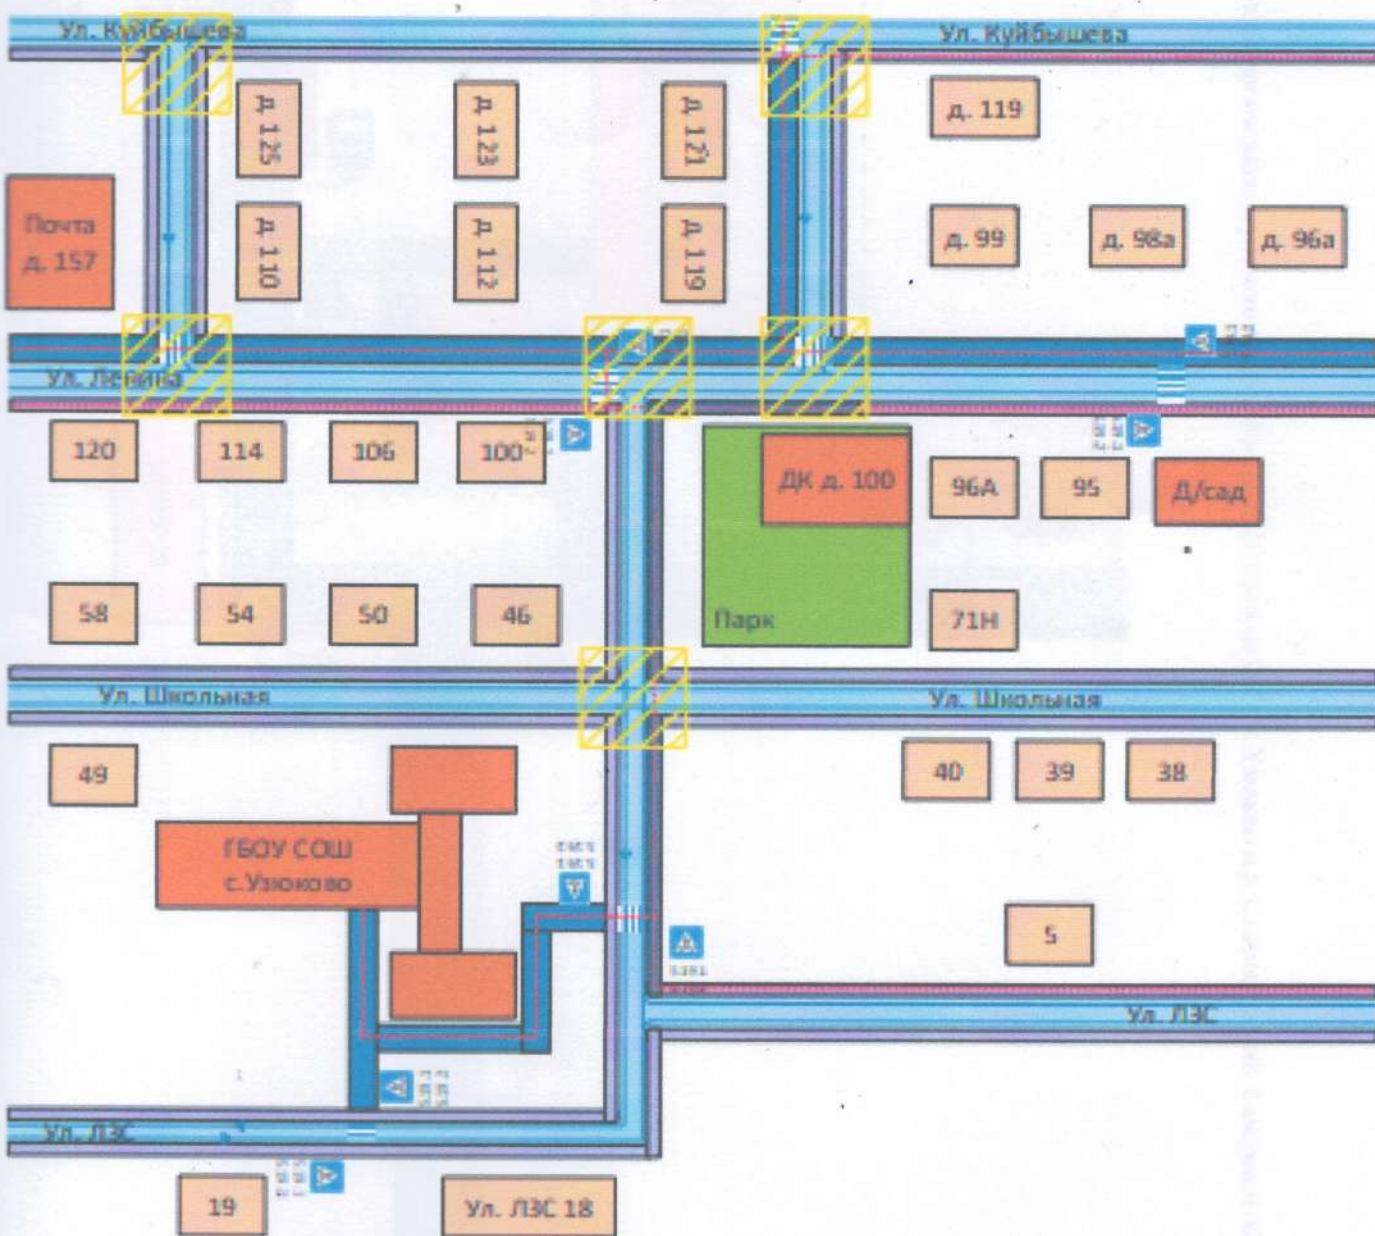 Ул. Куйбышева
Ул. Куйбышева
д 125
д 123
д 121
д. 119
Почта
д. 157
д 110
д 112
д 119
д. 99
д. 98а
д. 96а
Ул. Ленина
120
114
106
100
ДК д. 100
96А
95
Д/сад
58
54
50
46
Парк
71Н
Ул. Школьная
Ул. Школьная
49
40
39
38
ГБОУ СОШ
с.Узюково
5
Ул. ЛЗС
Ул. ЛЗС
19
Ул. ЛЗС 18